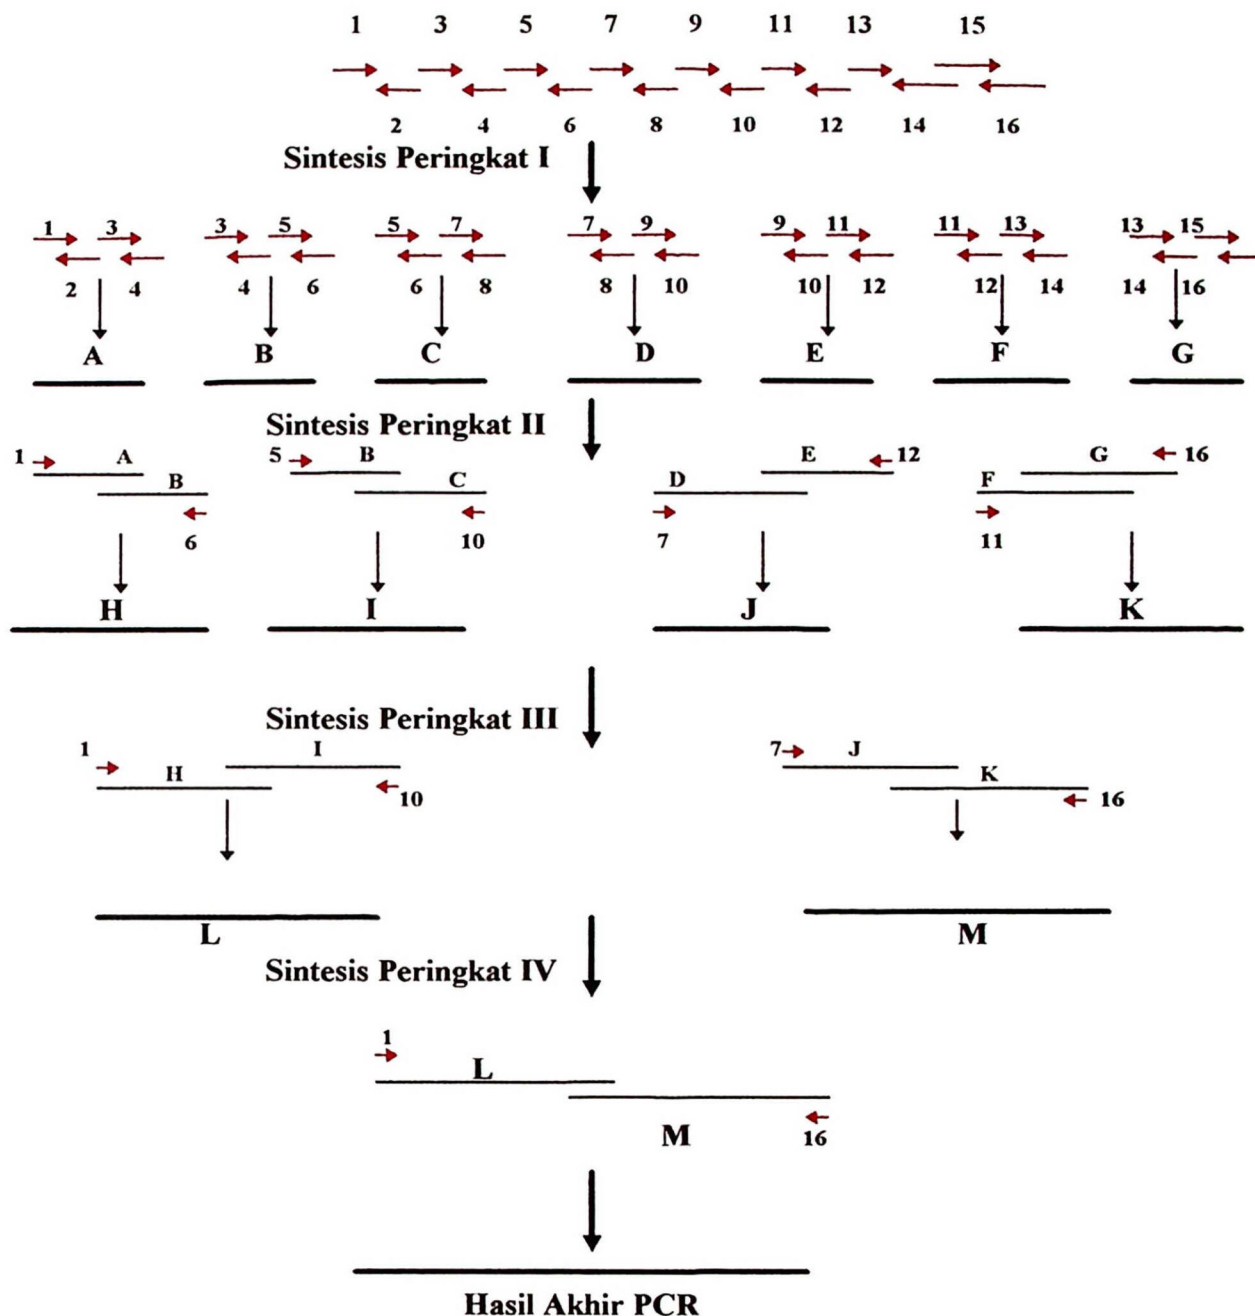 1 3 5 7 9 11 13 15
2 4 6 8 10 12 14 16
Sintesis Peringkat I
1 3 3 5 5 7 7 9 9 11 11 13 13 15
2 4 4 6 6 8 8 10 10 12 12 14 14 16
A B C D E F G
Sintesis Peringkat II
1 A 5 B E 12 G 16
B C D F
6 10 7 11
H I J K
Sintesis Peringkat III
1 I 7 J
H K
10 16
L M
Sintesis Peringkat IV
1
L
M 16
Hasil Akhir PCR